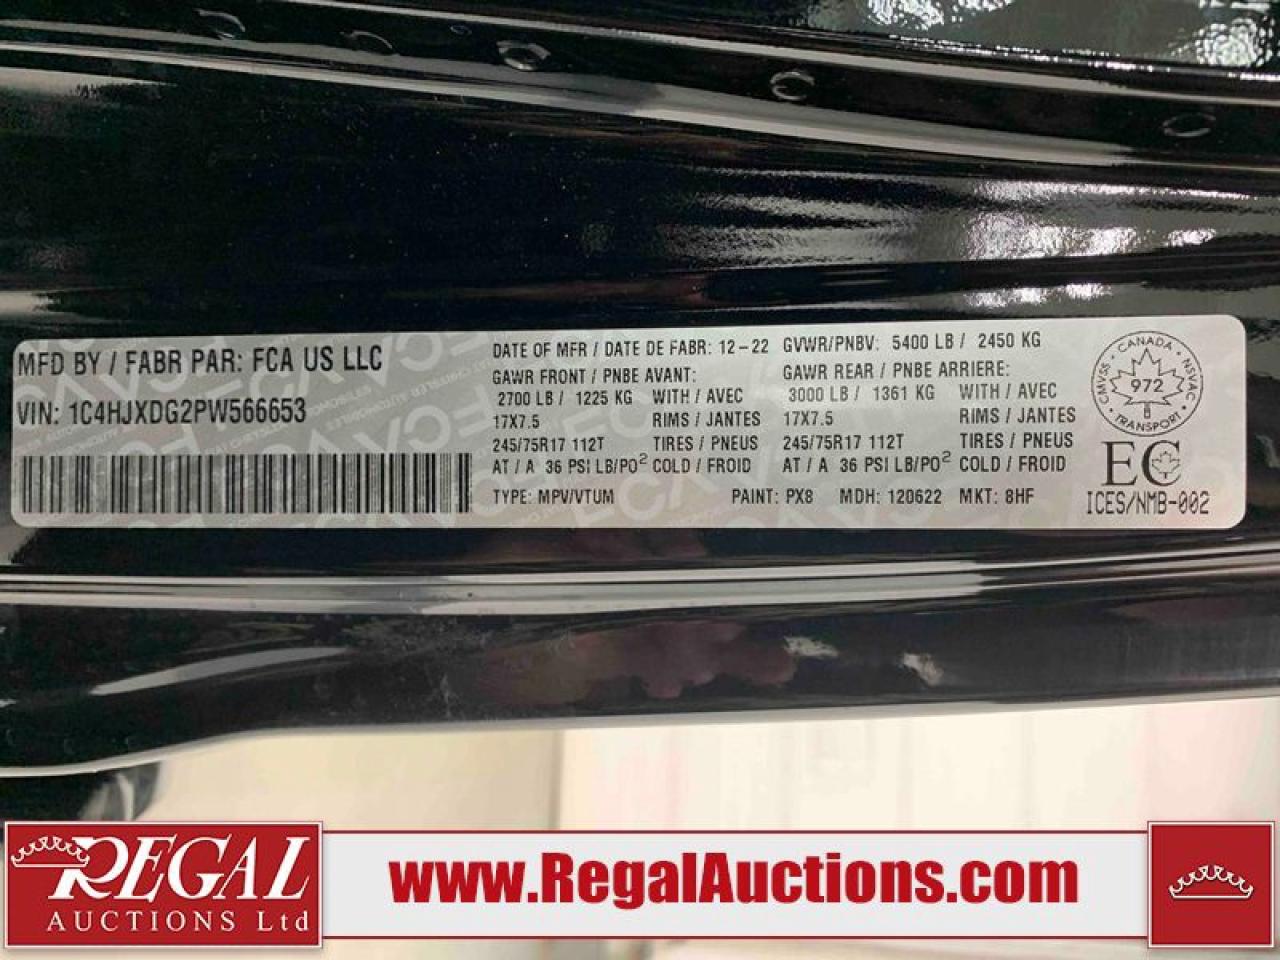 MFD BY / FABR PAR: FCA US LLC
VIN: 1C4HJXDG2PW566653
DATE OF MFR / DATE DE FABR: 12-22 GVWR/PNBV: 5400 LB / 2450 KG
GAWR FRONT / PNBE AVANT: GAWR REAR / PNBE ARRIERE:
2700 LB / 1225 KG WITH / AVEC 3000 LB / 1361 KG WITH / AVEC
17X7.5 RIMS / JANTES 17X7.5 RIMS / JANTES
245/75R17 112T TIRES / PNEUS 245/75R17 112T TIRES / PNEUS
AT / A 36 PSI LB/PO² COLD / FROID AT / A 36 PSI LB/PO² COLD / FROID
TYPE: MPV/VTUM PAINT: PX8 MDH: 120622 MKT: 8HF
CANADA
CMVSS NSVAC
972
TRANSPORT
EC
ICES/NMB-002
REGAL
AUCTIONS Ltd
www.RegalAuctions.com